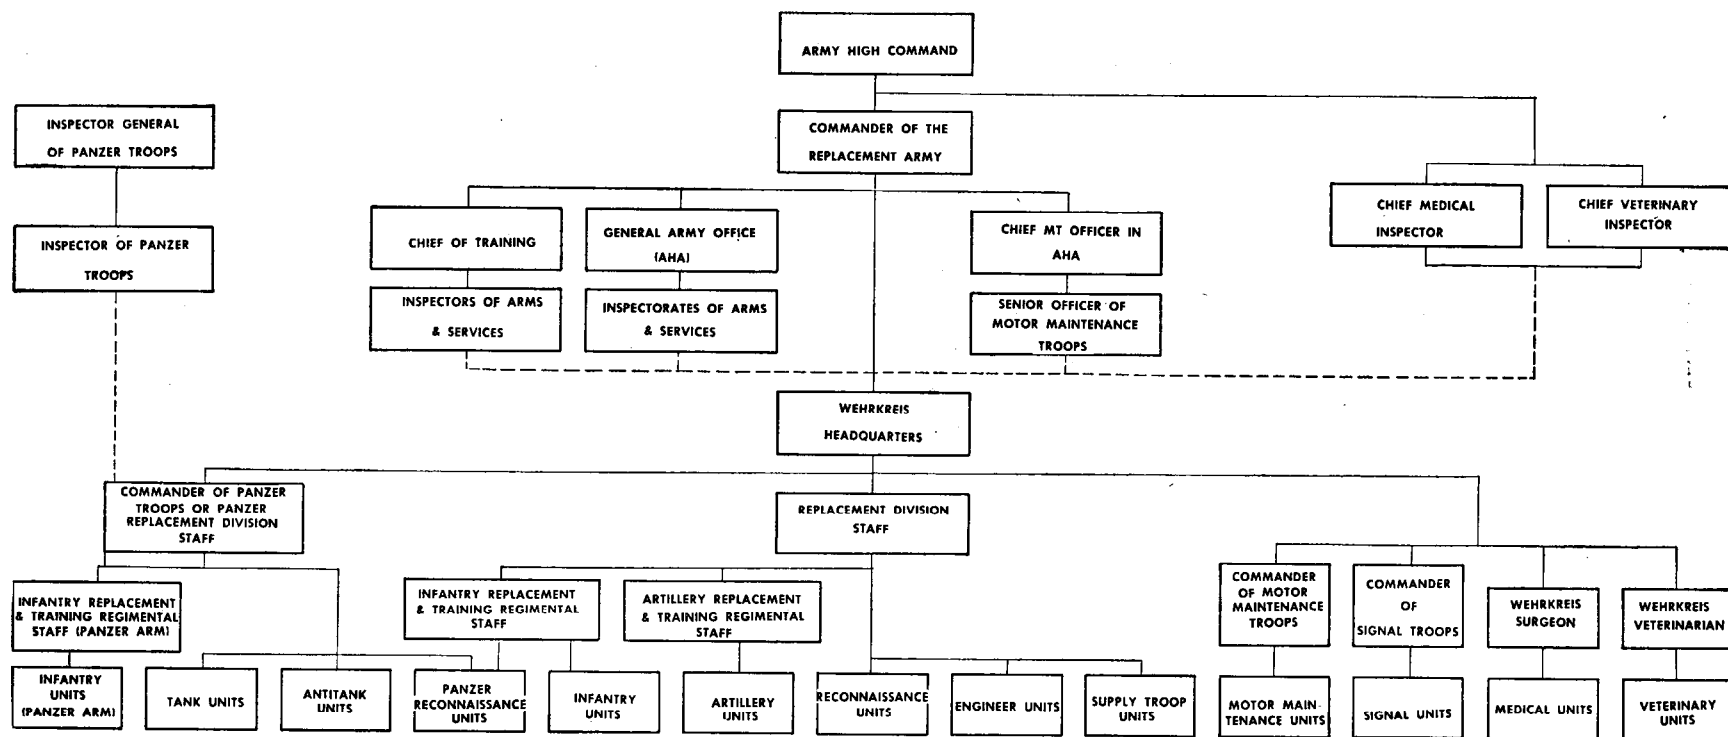 ARMY HIGH COMMAND
INSPECTOR GENERAL
OF PANZER TROOPS
COMMANDER OF THE
REPLACEMENT ARMY
CHIEF MEDICAL
INSPECTOR
CHIEF VETERINARY
INSPECTOR
INSPECTOR OF PANZER
TROOPS
CHIEF OF TRAINING
GENERAL ARMY OFFICE
(AHA)
CHIEF MT OFFICER IN
AHA
INSPECTORS OF ARMS
& SERVICES
INSPECTORATES OF ARMS
& SERVICES
SENIOR OFFICER OF
MOTOR MAINTENANCE
TROOPS
WEHRKREIS
HEADQUARTERS
COMMANDER OF PANZER
TROOPS OR PANZER
REPLACEMENT DIVISION
STAFF
REPLACEMENT DIVISION
STAFF
INFANTRY REPLACEMENT
& TRAINING REGIMENTAL
STAFF (PANZER ARM)
INFANTRY REPLACEMENT
& TRAINING REGIMENTAL
STAFF
ARTILLERY REPLACEMENT
& TRAINING REGIMENTAL
STAFF
COMMANDER
OF MOTOR
MAINTENANCE
TROOPS
COMMANDER
OF
SIGNAL TROOPS
WEHRKREIS
SURGEON
WEHRKREIS
VETERINARIAN
INFANTRY
UNITS
(PANZER ARM)
TANK UNITS
ANTITANK
UNITS
PANZER
RECONNAISSANCE
UNITS
INFANTRY
UNITS
ARTILLERY
UNITS
RECONNAISSANCE
UNITS
ENGINEER UNITS
SUPPLY TROOP
UNITS
MOTOR MAIN-
TENANCE UNITS
SIGNAL UNITS
MEDICAL UNITS
VETERINARY
UNITS